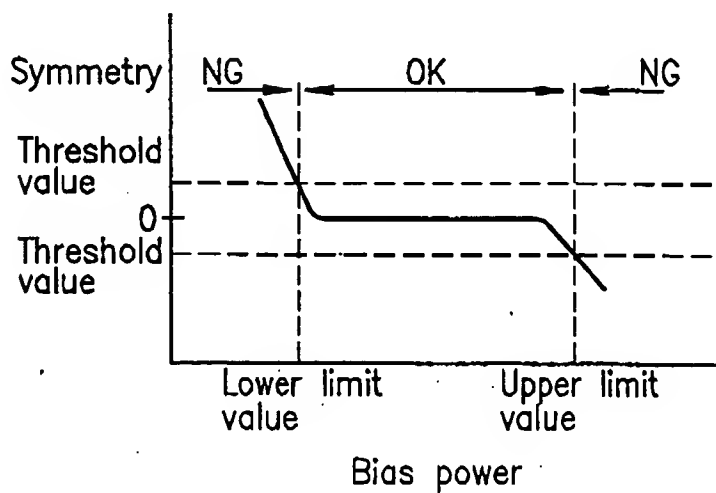 Symmetry
NG
OK
NG
Threshold
value
0
Threshold
value
Lower limit
value
Upper limit
value
Bias power